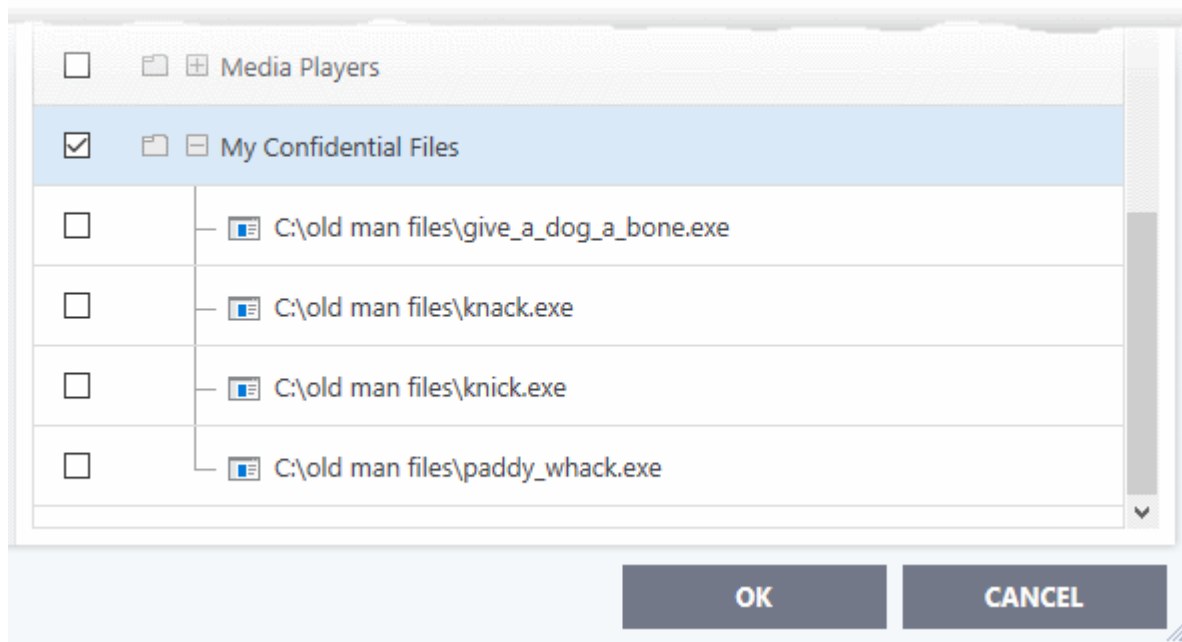 Media Players
My Confidential Files
C:\old man files\give_a_dog_a_bone.exe
C:\old man files\knack.exe
C:\old man files\knick.exe
C:\old man files\paddy_whack.exe
OK CANCEL